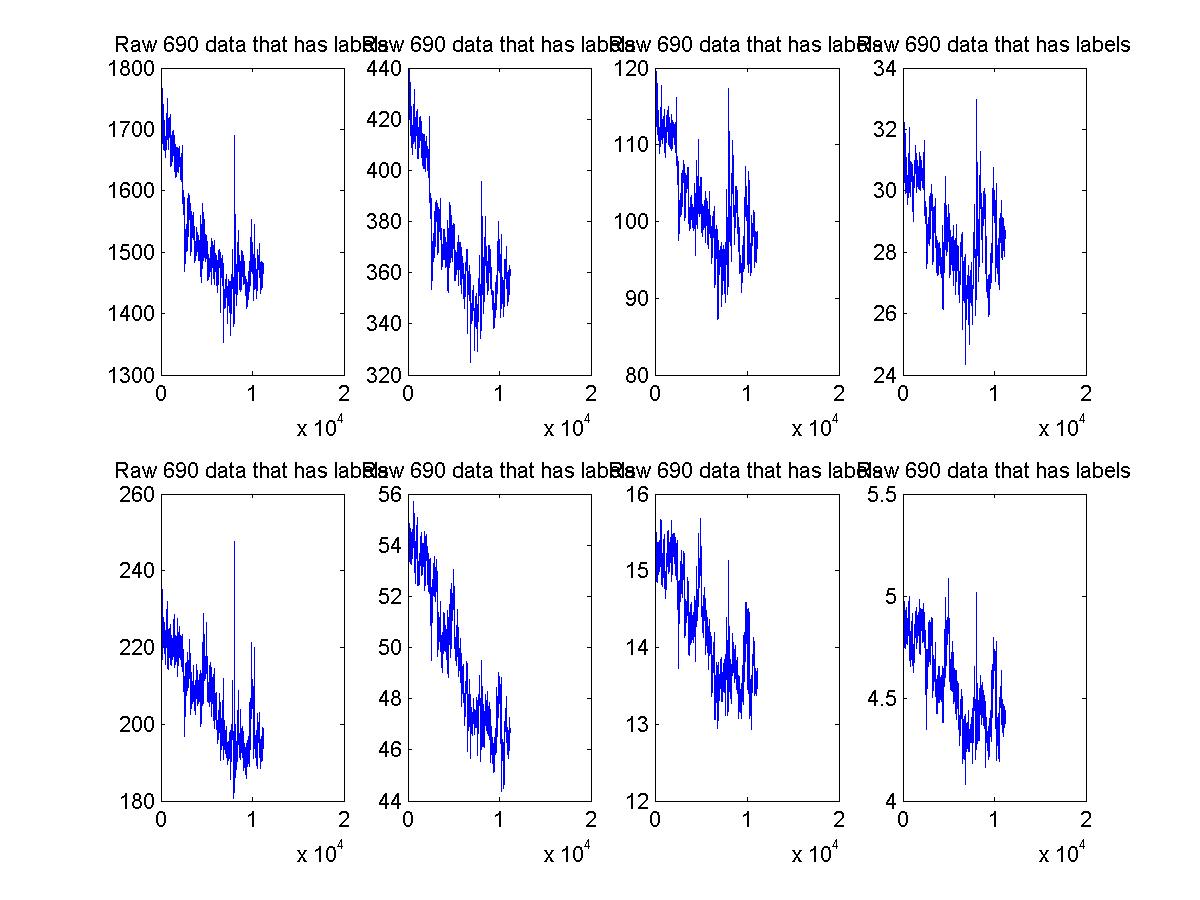 Raw 690 data that has labels Raw 690 data that has labels Raw 690 data that has labels Raw 690 data that has labels
1800 440 120 34
1700 420 32
1600 400 110 30
1500 380 100 28
1400 360 90 26
1300 340 80 24
320
0 1 2 0 1 2 0 1 2 0 1 2
x 10^4 x 10^4 x 10^4 x 10^4
Raw 690 data that has labels Raw 690 data that has labels Raw 690 data that has labels Raw 690 data that has labels
260 56 16 5.5
240 54 15 5
220 52 14 4.5
200 50 13 4
180 48 12
46
44
0 1 2 0 1 2 0 1 2 0 1 2
x 10^4 x 10^4 x 10^4 x 10^4